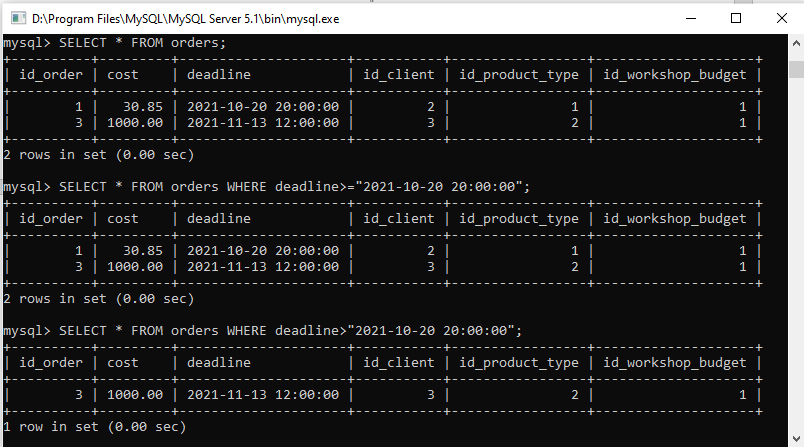 D:\Program Files\MySQL\MySQL Server 5.1\bin\mysql.exe
mysql> SELECT * FROM orders;
+----------+---------+---------------------+-----------+-----------------+--------------------+
| id_order | cost    | deadline            | id_client | id_product_type | id_workshop_budget |
+----------+---------+---------------------+-----------+-----------------+--------------------+
|        1 |   30.85 | 2021-10-20 20:00:00 |         2 |               1 |                  1 |
|        3 | 1000.00 | 2021-11-13 12:00:00 |         3 |               2 |                  1 |
+----------+---------+---------------------+-----------+-----------------+--------------------+
2 rows in set (0.00 sec)
mysql> SELECT * FROM orders WHERE deadline>="2021-10-20 20:00:00";
+----------+---------+---------------------+-----------+-----------------+--------------------+
| id_order | cost    | deadline            | id_client | id_product_type | id_workshop_budget |
+----------+---------+---------------------+-----------+-----------------+--------------------+
|        1 |   30.85 | 2021-10-20 20:00:00 |         2 |               1 |                  1 |
|        3 | 1000.00 | 2021-11-13 12:00:00 |         3 |               2 |                  1 |
+----------+---------+---------------------+-----------+-----------------+--------------------+
2 rows in set (0.00 sec)
mysql> SELECT * FROM orders WHERE deadline>"2021-10-20 20:00:00";
+----------+---------+---------------------+-----------+-----------------+--------------------+
| id_order | cost    | deadline            | id_client | id_product_type | id_workshop_budget |
+----------+---------+---------------------+-----------+-----------------+--------------------+
|        3 | 1000.00 | 2021-11-13 12:00:00 |         3 |               2 |                  1 |
+----------+---------+---------------------+-----------+-----------------+--------------------+
1 row in set (0.00 sec)